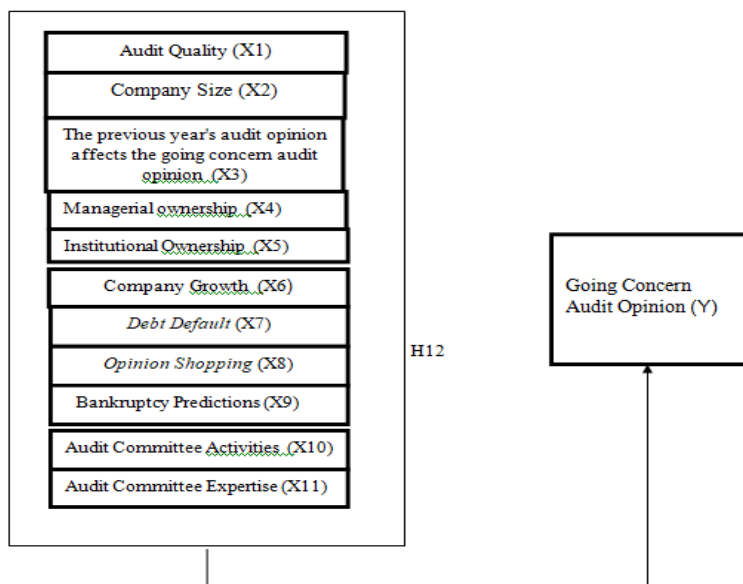 Audit Quality (X1)
Company Size (X2)
The previous year's audit opinion
affects the going concern audit
opinion (X3)
Managerial ownership (X4)
Institutional Ownership (X5)
Company Growth (X6)
Debt Default (X7)
Opinion Shopping (X8)
Bankruptcy Predictions (X9)
Audit Committee Activities (X10)
Audit Committee Expertise (X11)
H12
Going Concern
Audit Opinion (Y)